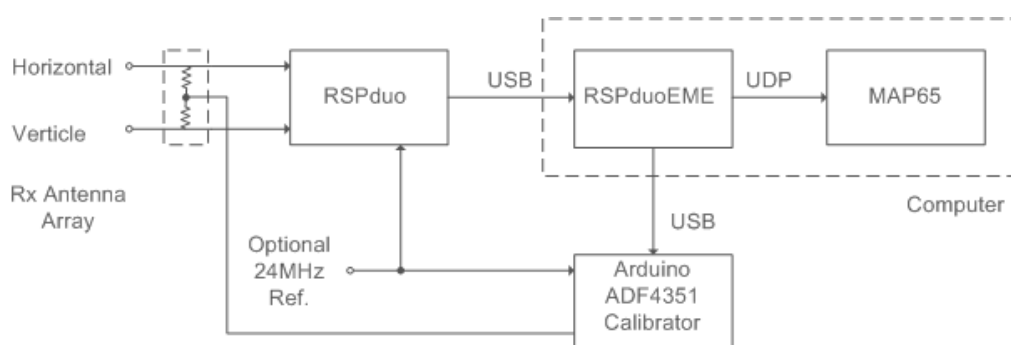 Horizontal
Verticle
Rx Antenna
Array
RSPduo
USB
RSPduoEME
UDP
MAP65
Computer
USB
Optional
24MHz
Ref.
Arduino
ADF4351
Calibrator